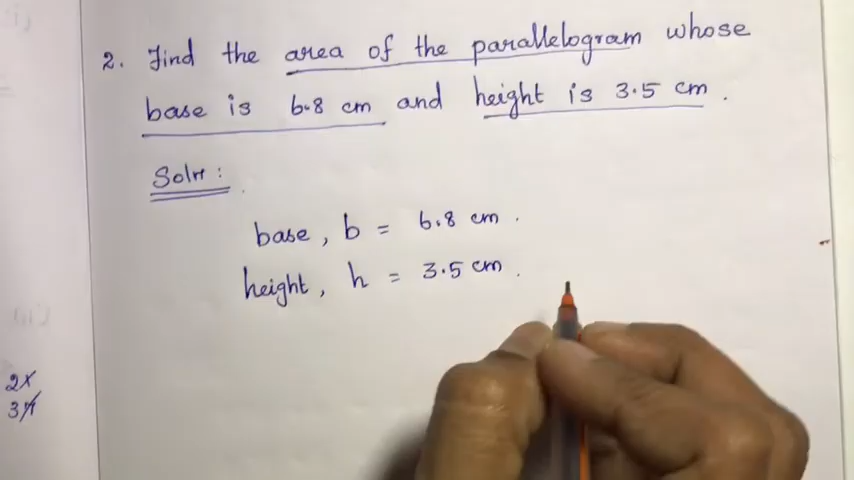 2. Find the area of the parallelogram whose
base is 6.8 cm and height is 3.5 cm.
Soln:
base, b = 6.8 cm.
height, h = 3.5 cm.